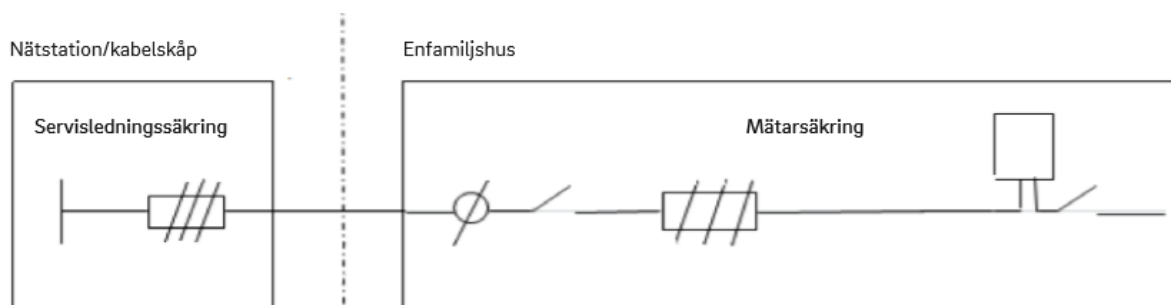 Nätstation/kabelskåp
Enfamiljshus
Servisledningssäkring
Mätarsäkring